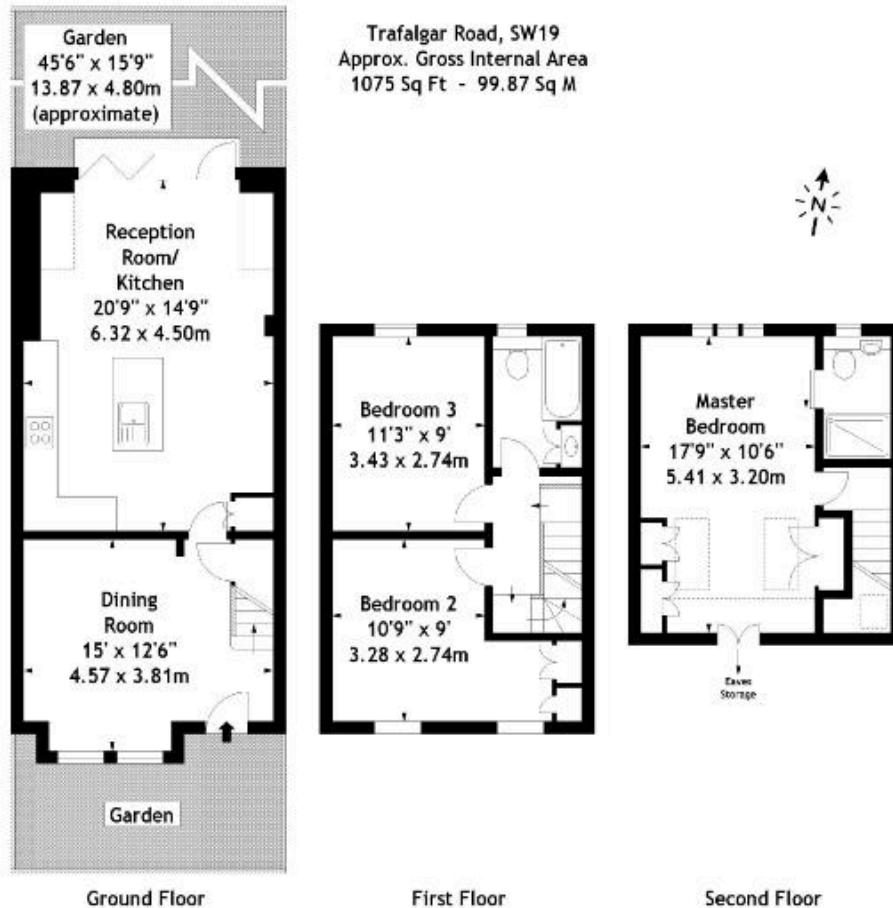 Garden
45'6" x 15'9"
13.87 x 4.80m
(approximate)
Trafalgar Road, SW19
Approx. Gross Internal Area
1075 Sq Ft - 99.87 Sq M
N
Reception
Room/
Kitchen
20'9" x 14'9"
6.32 x 4.50m
Dining
Room
15' x 12'6"
4.57 x 3.81m
Garden
Ground Floor
Bedroom 3
11'3" x 9'
3.43 x 2.74m
Bedroom 2
10'9" x 9'
3.28 x 2.74m
First Floor
Master
Bedroom
17'9" x 10'6"
5.41 x 3.20m
Eaves
Storage
Second Floor